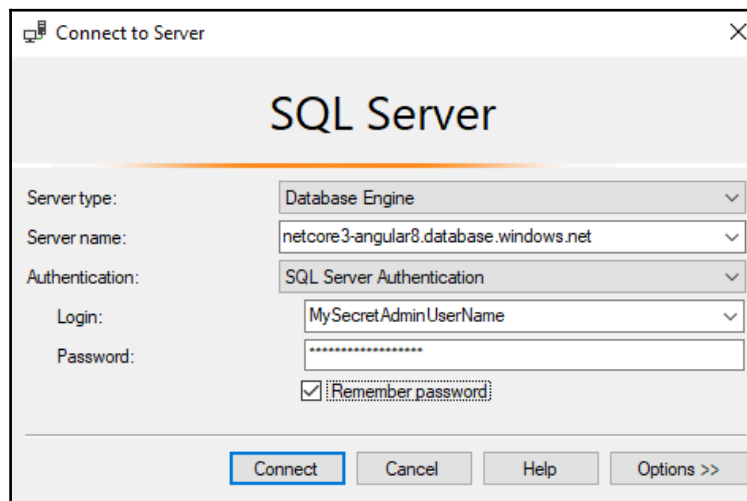 Connect to Server
SQL Server
Server type: Database Engine
Server name: netcore3-angular8.database.windows.net
Authentication: SQL Server Authentication
Login: MySecretAdminUserName
Password: ******************
Remember password
Connect Cancel Help Options >>